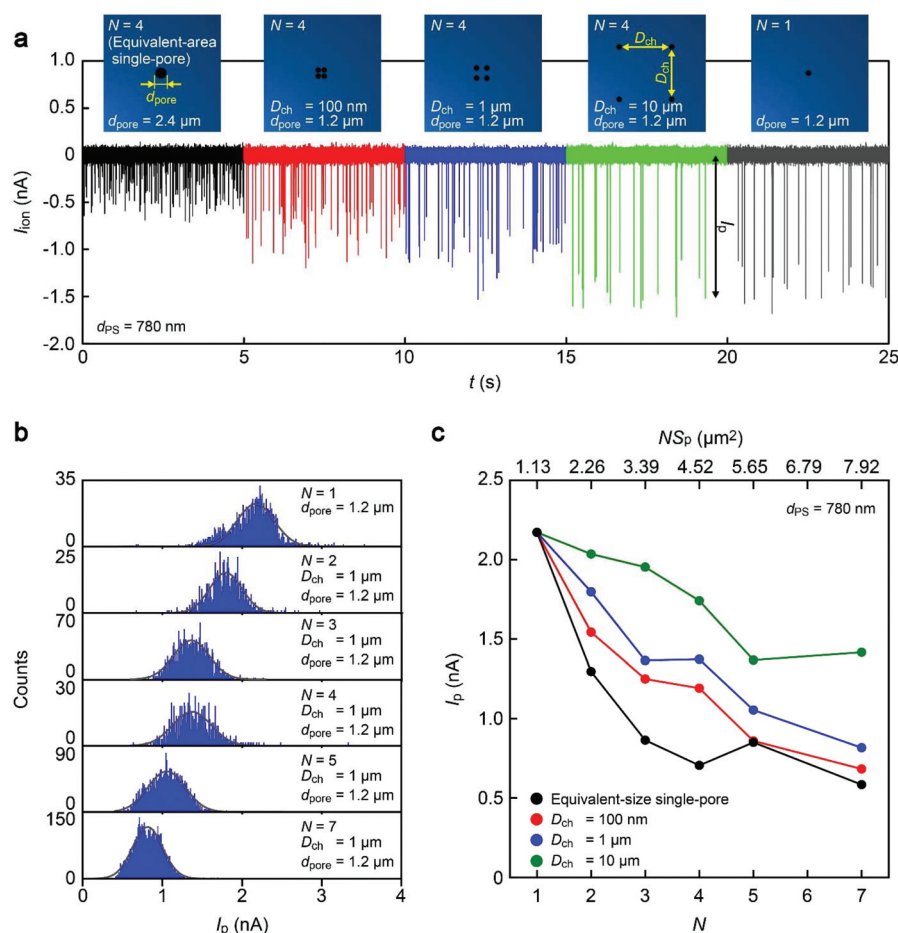 a
N = 4
(Equivalent-area
single-pore)
dpore
dpore = 2.4 µm
N = 4
Dch = 100 nm
dpore = 1.2 µm
N = 4
Dch = 1 µm
dpore = 1.2 µm
N = 4
Dch
Dch
Dch = 10 µm
dpore = 1.2 µm
N = 1
dpore = 1.2 µm
1.0
0.5
0
-0.5
-1.0
-1.5
-2.0
Iion (nA)
Ip
dPS = 780 nm
0 5 10 15 20 25
t (s)
b
35
0
N = 1
dpore = 1.2 µm
25
0
N = 2
Dch = 1 µm
dpore = 1.2 µm
70
0
N = 3
Dch = 1 µm
dpore = 1.2 µm
30
0
N = 4
Dch = 1 µm
dpore = 1.2 µm
90
0
N = 5
Dch = 1 µm
dpore = 1.2 µm
150
0
N = 7
Dch = 1 µm
dpore = 1.2 µm
Counts
0 1 2 3 4
Ip (nA)
c
NSp (µm²)
1.13 2.26 3.39 4.52 5.65 6.79 7.92
2.5
2.0
1.5
1.0
0.5
0
Ip (nA)
dPS = 780 nm
Equivalent-size single-pore
Dch = 100 nm
Dch = 1 µm
Dch = 10 µm
1 2 3 4 5 6 7
N